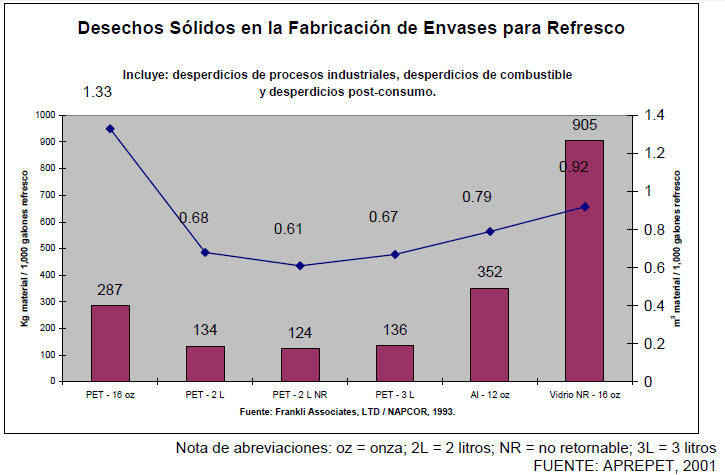 Desechos Sólidos en la Fabricación de Envases para Refresco
Incluye: desperdicios de procesos industriales, desperdicios de combustible
y desperdicios post-consumo.
1.33
1000
900
800
700
600
500
400
300
200
100
0
Kg material / 1,000 galones refresco
287
134
124
136
352
905
0.68
0.61
0.67
0.79
0.92
1.4
1.2
1
0.8
0.6
0.4
0.2
0
m³ material / 1,000 galones refresco
PET - 16 oz
PET - 2 L
PET - 2 L NR
PET - 3 L
Al - 12 oz
Vidrio NR - 16 oz
Fuente: Frankli Associates, LTD / NAPCOR, 1993.
Nota de abreviaciones: oz = onza; 2L = 2 litros; NR = no retornable; 3L = 3 litros
FUENTE: APREPET, 2001